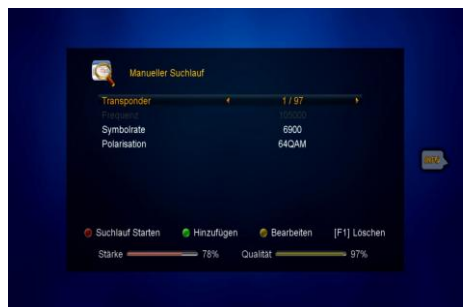 Manueller Suchlauf
Transponder 1 / 97
Frequenz
Symbolrate 6900
Polarisation 64QAM
Suchlauf Starten Hinzufügen Bearbeiten [F1] Löschen
Stärke 78% Qualität 97%